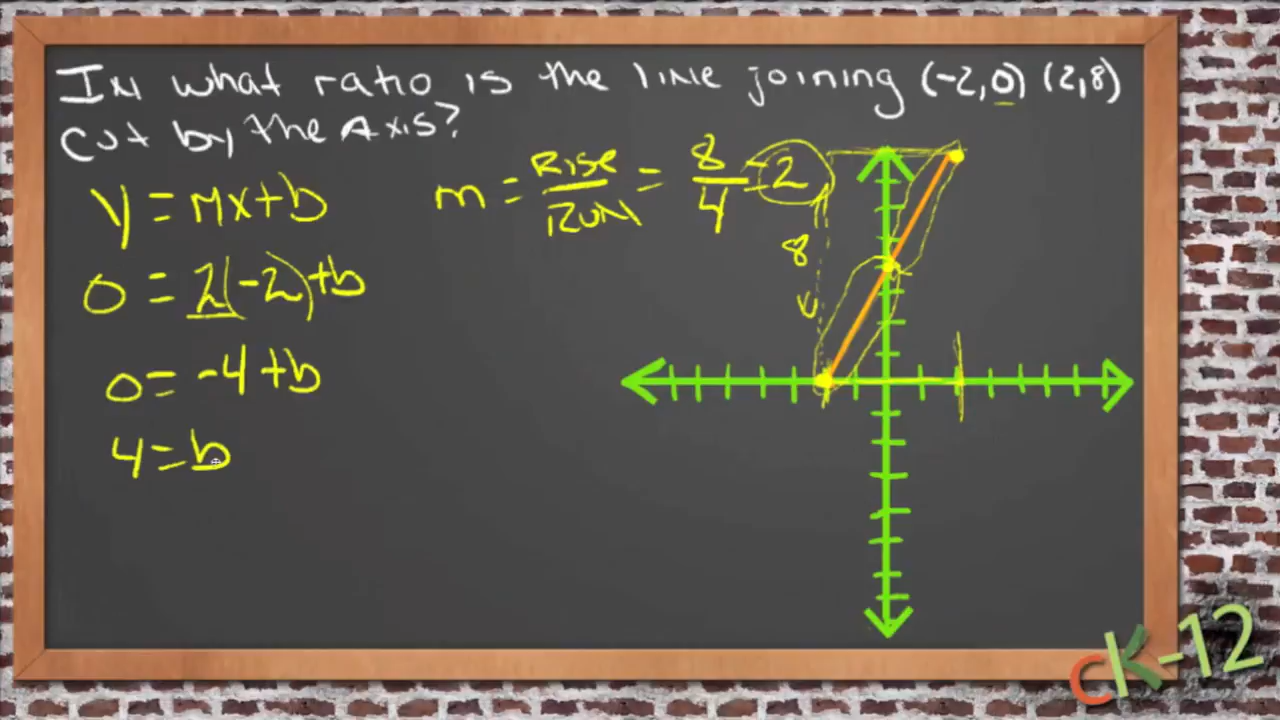 In what ratio is the line joining (-2,0) (2,8)
cut by the Axis?
y = mx+b
m = Rise/Run = 8/4 = 2
0 = 2(-2)+b
8
0 = -4+b
4 = b
cK-12